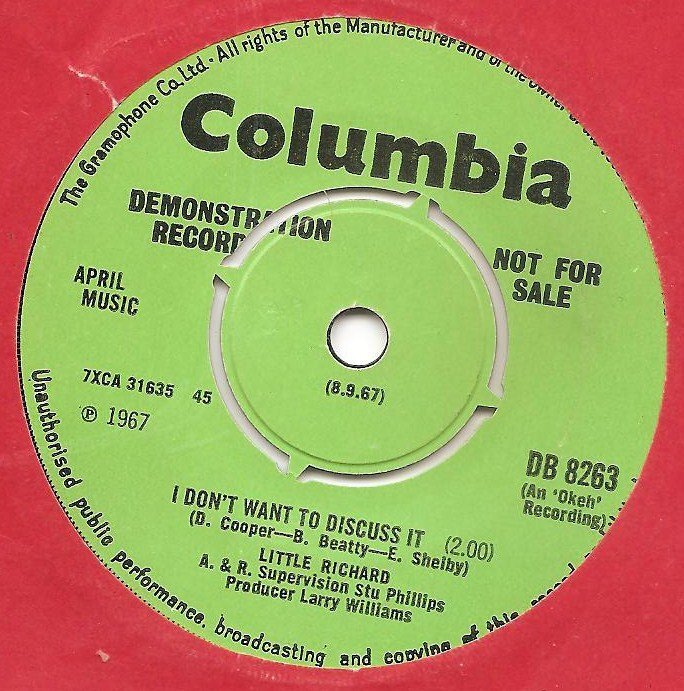 The Gramophone Co. Ltd · All rights of the Manufacturer and of the owner of the
Columbia
DEMONSTRATION
RECORD
NOT FOR
SALE
APRIL
MUSIC
7XCA 31635 45
℗ 1967
(8.9.67)
DB 8263
(An 'Okeh'
Recording)
I DON'T WANT TO DISCUSS IT (2.00)
(D. Cooper—B. Beatty—E. Shelby)
LITTLE RICHARD
A. & R. Supervision Stu Phillips
Producer Larry Williams
Unauthorised public performance, broadcasting and copying of this